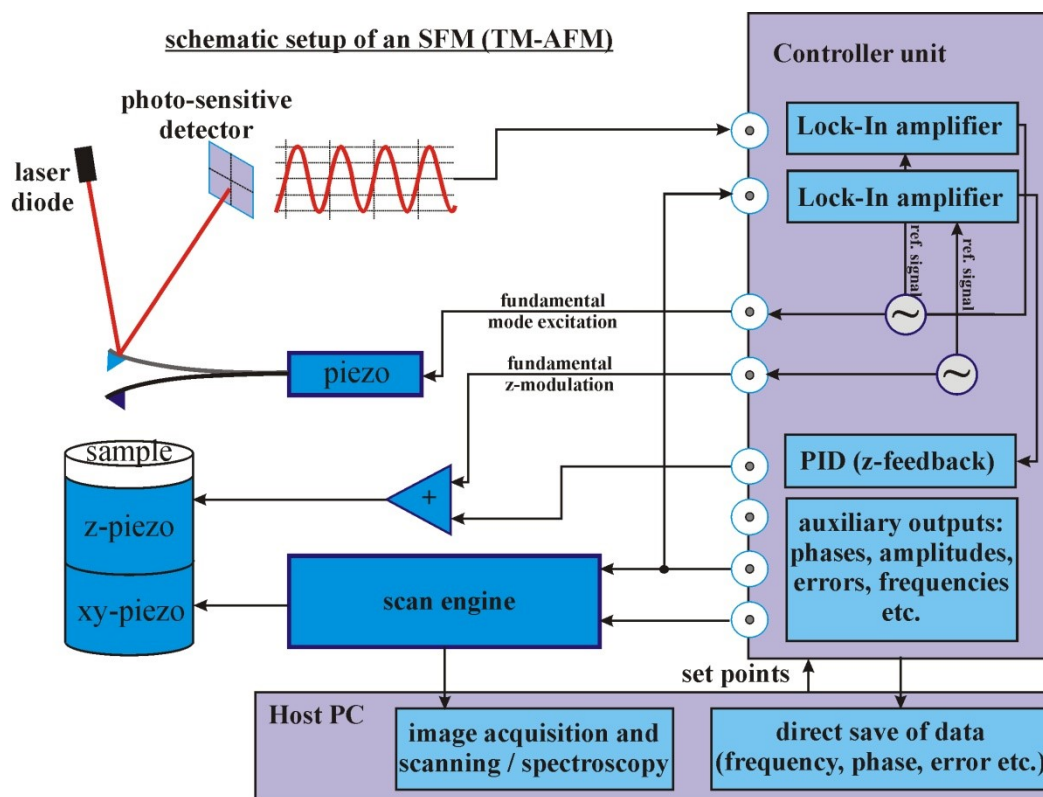 schematic setup of an SFM (TM-AFM)
photo-sensitive
detector
laser
diode
Controller unit
Lock-In amplifier
Lock-In amplifier
ref. signal
ref. signal
fundamental
mode excitation
~
piezo
fundamental
z-modulation
~
sample
z-piezo
xy-piezo
+
PID (z-feedback)
auxiliary outputs:
phases, amplitudes,
errors, frequencies
etc.
scan engine
set points
Host PC
image acquisition and
scanning / spectroscopy
direct save of data
(frequency, phase, error etc.)